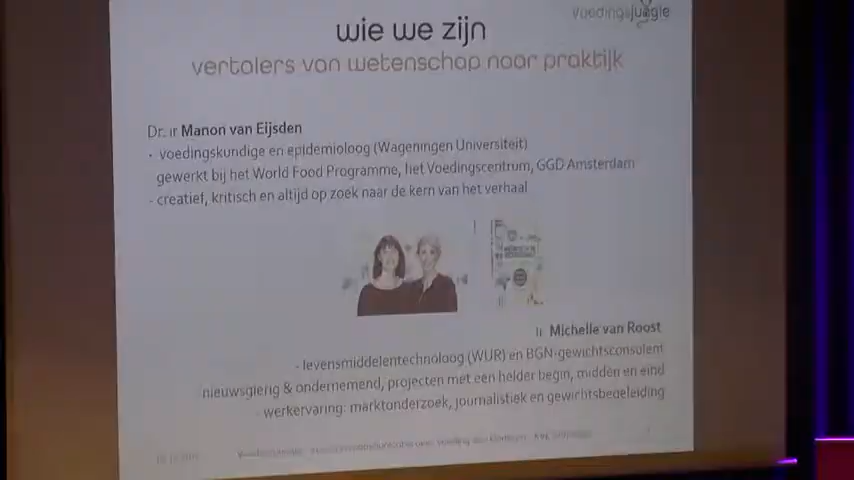 voedingsjungle
wie we zijn
vertalers van wetenschap naar praktijk
Dr. ir Manon van Eijsden
- voedingskundige en epidemioloog (Wageningen Universiteit)
gewerkt bij het World Food Programme, het Voedingscentrum, GGD Amsterdam
- creatief, kritisch en altijd op zoek naar de kern van het verhaal
ir Michelle van Roost
- levensmiddelentechnoloog (WUR) en BGN-gewichtsconsulent
nieuwsgierig & ondernemend, projecten met een helder begin, midden en eind
werkervaring: marktonderzoek, journalistiek en gewichtsbegeleiding